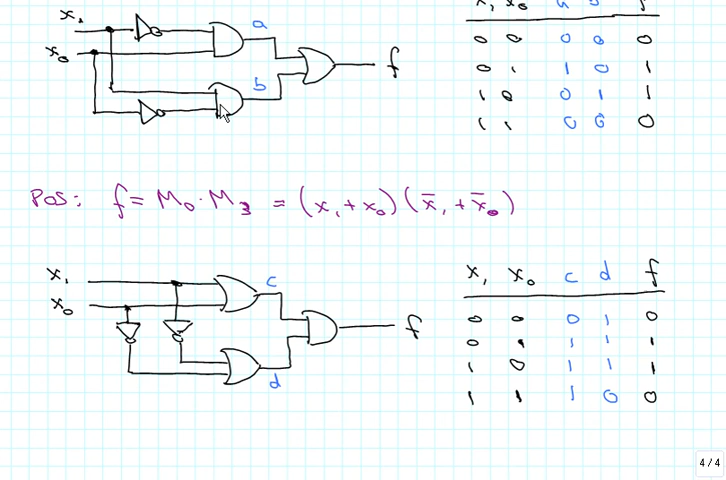 x₁ x₀ a b f
x₁
x₀
a
b
f
0 0 0 0 0
0 1 1 0 1
1 0 0 1 1
1 1 0 0 0
POS: f = M₀·M₃ = (x₁+x₀)(x̄₁+x̄₀)
x₁
x₀
c
d
f
x₁ x₀ c d f
0 0 0 1 0
0 1 1 1 1
1 0 1 1 1
1 1 1 0 0
4 / 4